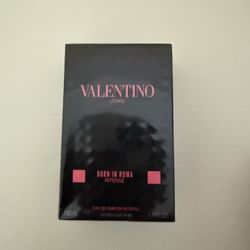 VALENTINO
UOMO
BORN IN ROMA
INTENSE
EAU DE PARFUM INTENSE